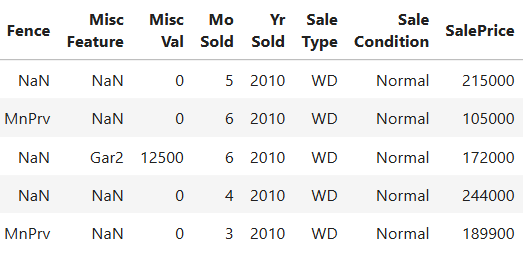 Fence Misc Feature Misc Val Mo Sold Yr Sold Sale Type Sale Condition SalePrice
NaN NaN 0 5 2010 WD Normal 215000
MnPrv NaN 0 6 2010 WD Normal 105000
NaN Gar2 12500 6 2010 WD Normal 172000
NaN NaN 0 4 2010 WD Normal 244000
MnPrv NaN 0 3 2010 WD Normal 189900